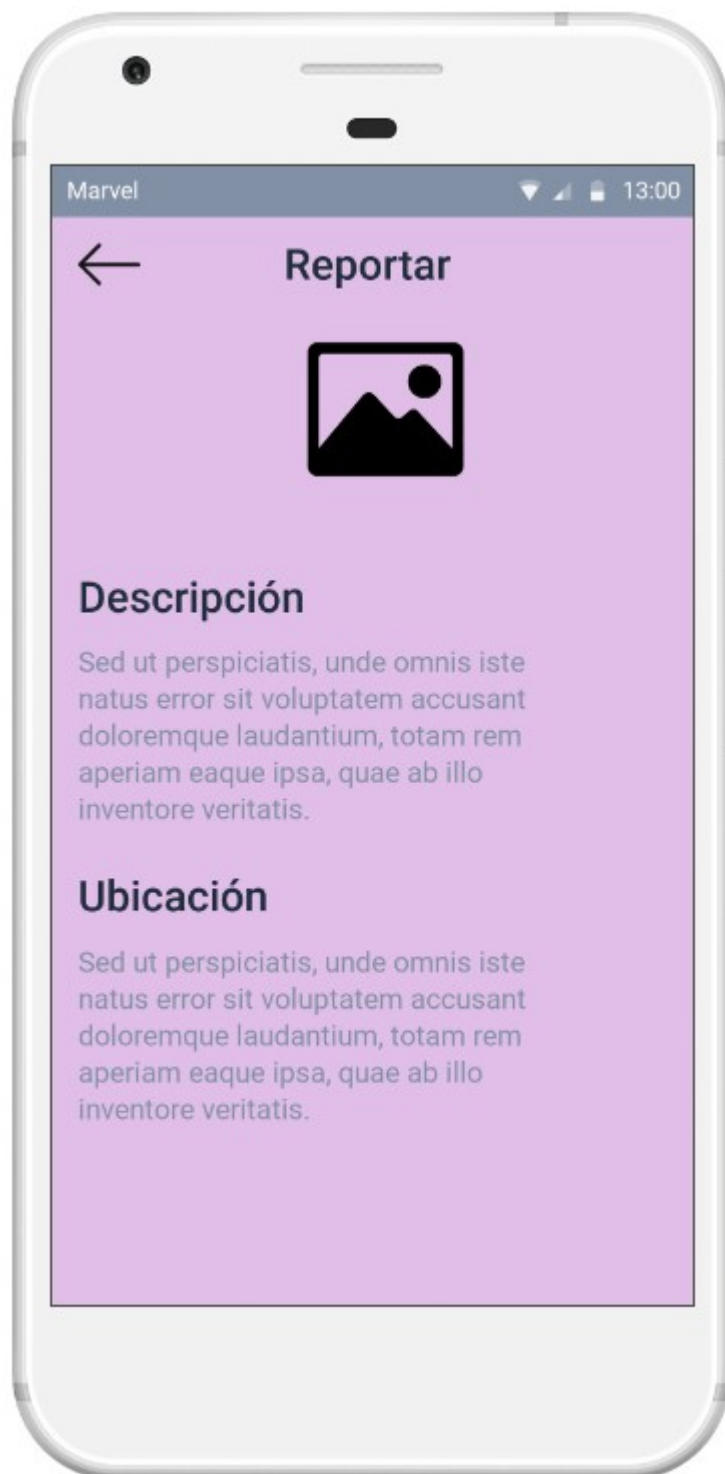 Marvel 13:00
Reportar
Descripción
Sed ut perspiciatis, unde omnis iste
natus error sit voluptatem accusant
doloremque laudantium, totam rem
aperiam eaque ipsa, quae ab illo
inventore veritatis.
Ubicación
Sed ut perspiciatis, unde omnis iste
natus error sit voluptatem accusant
doloremque laudantium, totam rem
aperiam eaque ipsa, quae ab illo
inventore veritatis.